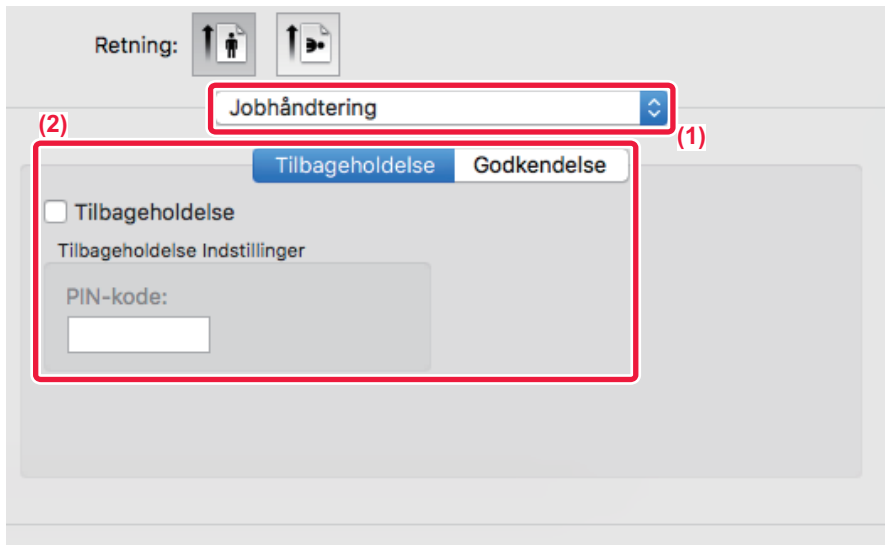 Retning:
Jobhåndtering
(1)
(2)
Tilbageholdelse Godkendelse
Tilbageholdelse
Tilbageholdelse Indstillinger
PIN-kode: